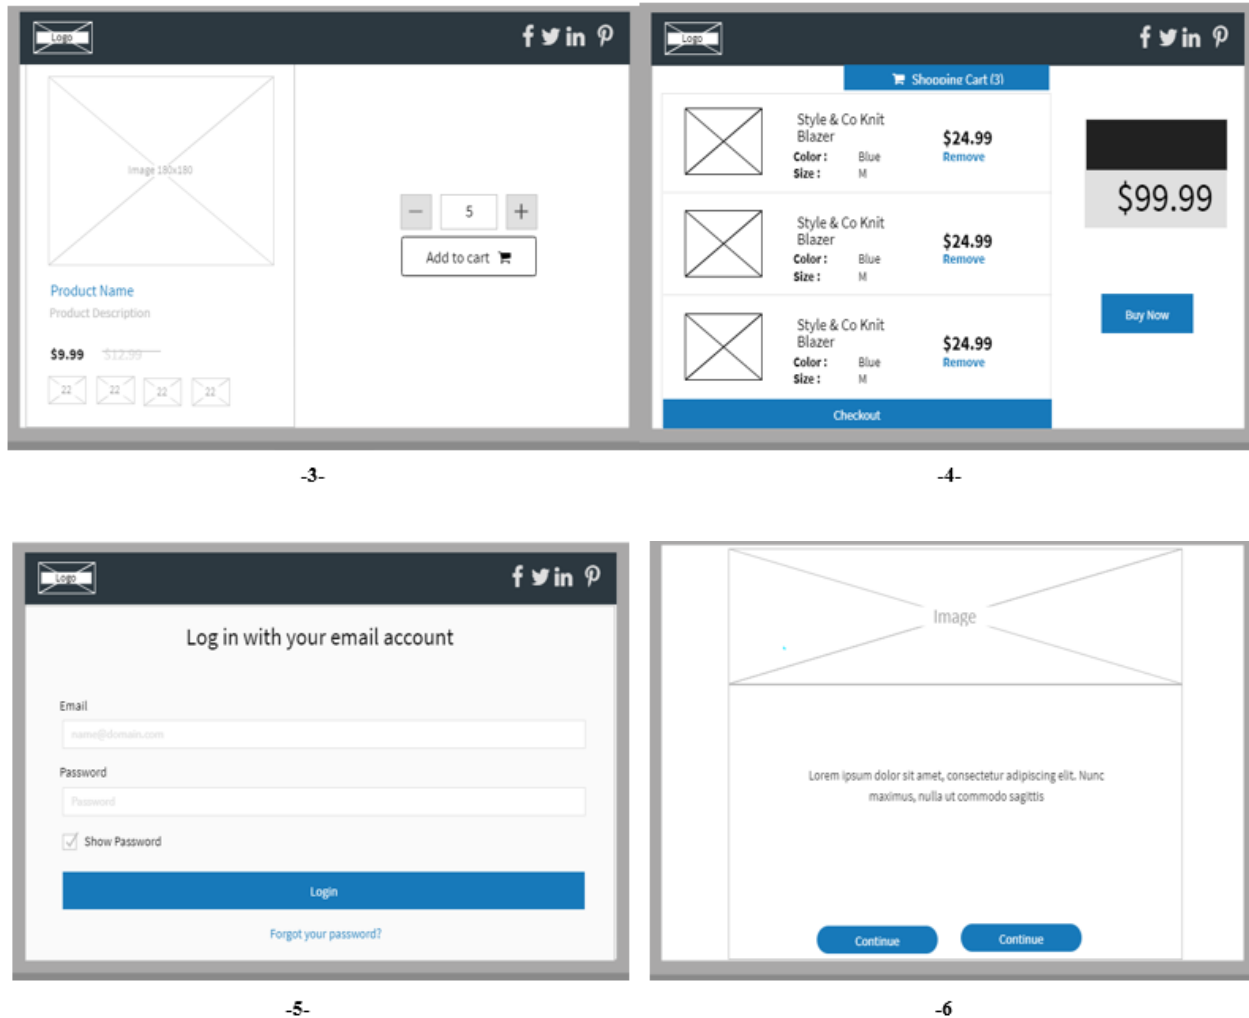 Logo
Image 180x180
5
Add to cart
Product Name
Product Description
$9.99 $12.99
22 22 22 22
-3-
Logo
Shopping Cart (3)
Style & Co Knit
Blazer
Color : Blue
Size : M
$24.99
Remove
Style & Co Knit
Blazer
Color : Blue
Size : M
$24.99
Remove
Style & Co Knit
Blazer
Color : Blue
Size : M
$24.99
Remove
Checkout
$99.99
Buy Now
-4-
Logo
Log in with your email account
Email
name@domain.com
Password
Password
Show Password
Login
Forgot your password?
-5-
Image
Lorem ipsum dolor sit amet, consectetur adipiscing elit. Nunc
maximus, nulla ut commodo sagittis
Continue Continue
-6